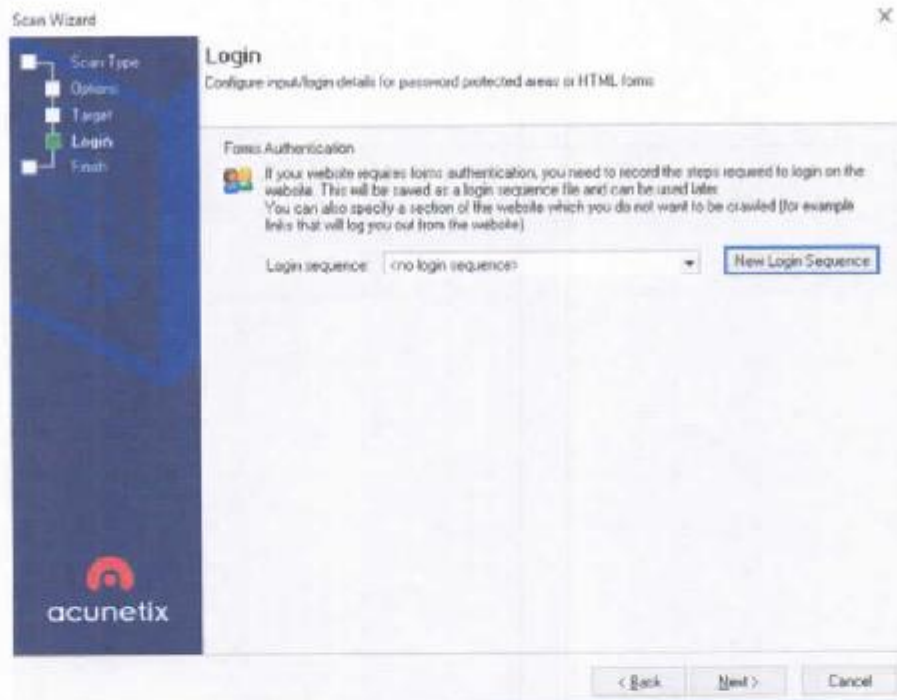 Scan Wizard
Scan Type
Options
Target
Login
Finish
Login
Configure input/login details for password protected areas or HTML forms
Forms Authentication
If your website requires forms authentication, you need to record the steps required to login on the
website. This will be saved as a login sequence file and can be used later.
You can also specify a section of the website which you do not want to be crawled (for example
links that will log you out from the website)
Login sequence: <no login sequence>
New Login Sequence
acunetix
< Back
Next >
Cancel